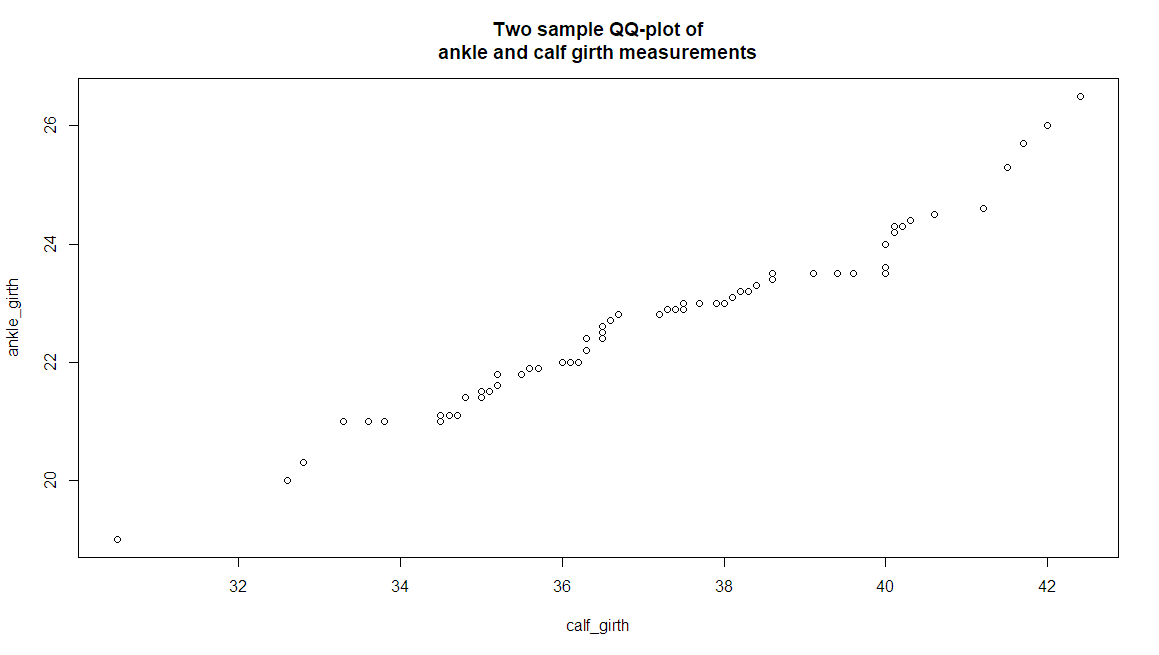 Two sample QQ-plot of
ankle and calf girth measurements
26
24
22
20
ankle_girth
32 34 36 38 40 42
calf_girth